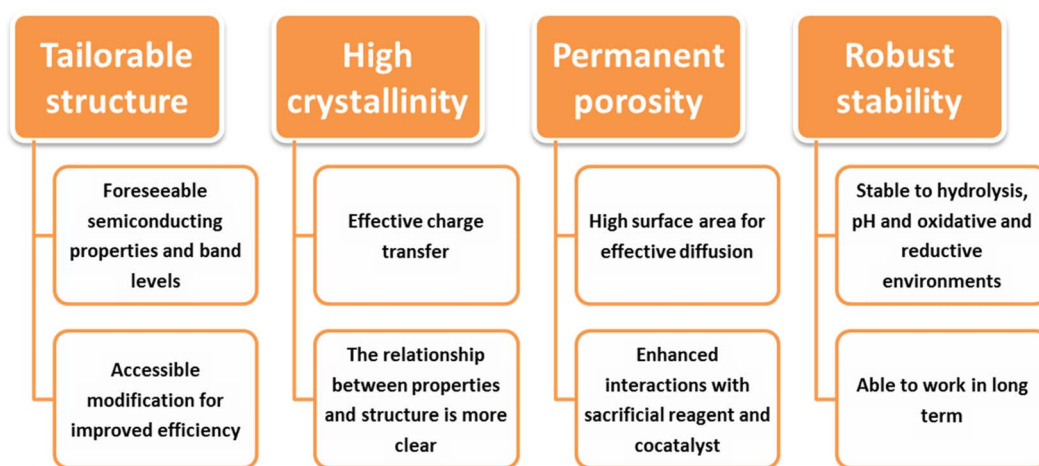 Tailorable
structure
Foreseeable
semiconducting
properties and band
levels
Accessible
modification for
improved efficiency
High
crystallinity
Effective charge
transfer
The relationship
between properties
and structure is more
clear
Permanent
porosity
High surface area for
effective diffusion
Enhanced
interactions with
sacrificial reagent and
cocatalyst
Robust
stability
Stable to hydrolysis,
pH and oxidative and
reductive
environments
Able to work in long
term